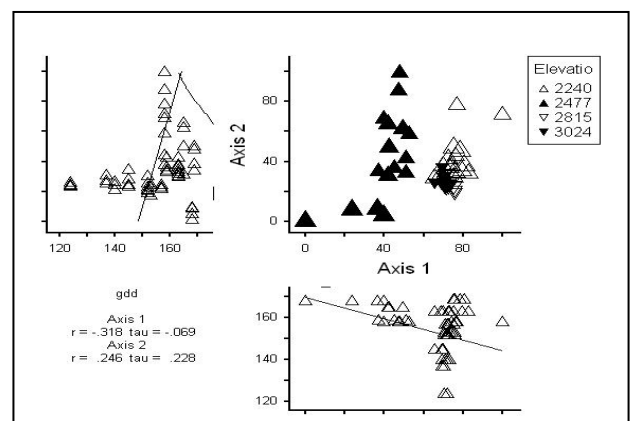 Elevatio
2240
2477
2815
3024
80
40
0
Axis 2
120 140 160
0 40 80
Axis 1
gdd
Axis 1
r = -.318 tau = -.069
Axis 2
r = .246 tau = .228
160
140
120